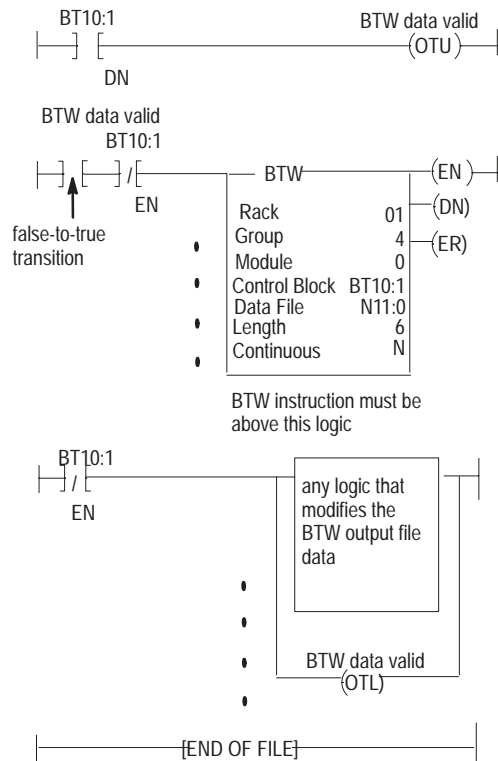 BT10:1
BTW data valid
] [
(OTU)
DN
BTW data valid
BT10:1
] [ ] / [
EN
false-to-true
transition
BTW
(EN)
(DN)
(ER)
Rack 01
Group 4
Module 0
Control Block BT10:1
Data File N11:0
Length 6
Continuous N
BTW instruction must be
above this logic
BT10:1
] / [
EN
any logic that
modifies the
BTW output file
data
BTW data valid
(OTL)
[END OF FILE]